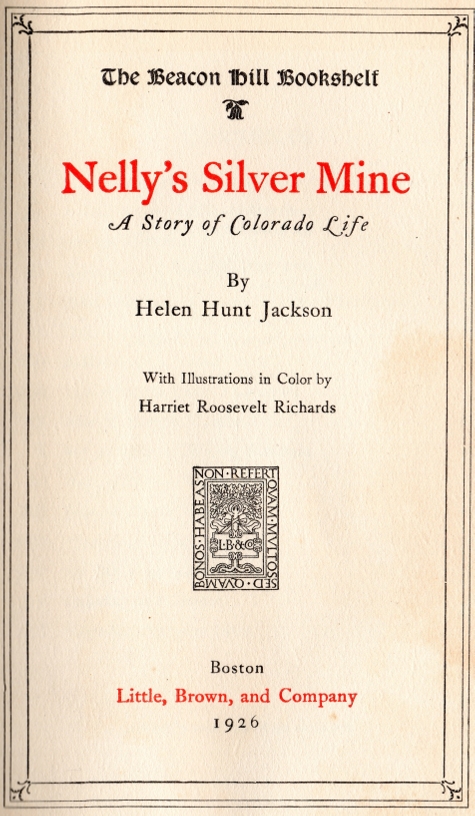 The Beacon Hill Bookshelf
Nelly's Silver Mine
A Story of Colorado Life
By
Helen Hunt Jackson
With Illustrations in Color by
Harriet Roosevelt Richards
NON·REFERT
QVAM·MVLTOS
SED·QVAM
BONOS·HABEAS
L·B·&·Co
Boston
Little, Brown, and Company
1926